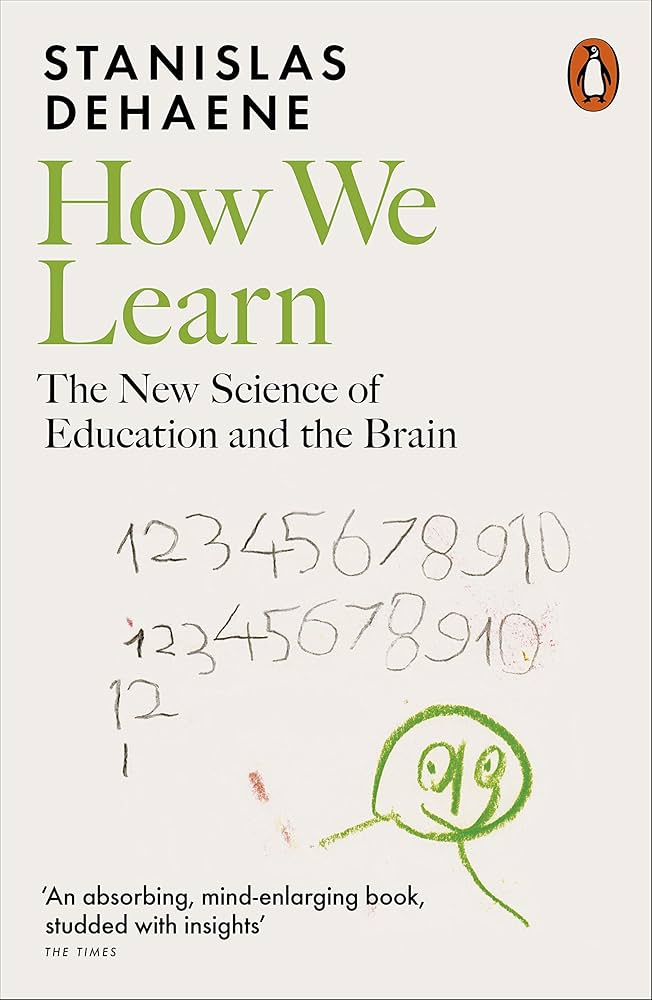 STANISLAS
DEHAENE
How We
Learn
The New Science of
Education and the Brain
12345678910
12345678910
12
1
‘An absorbing, mind-enlarging book,
studded with insights’
THE TIMES